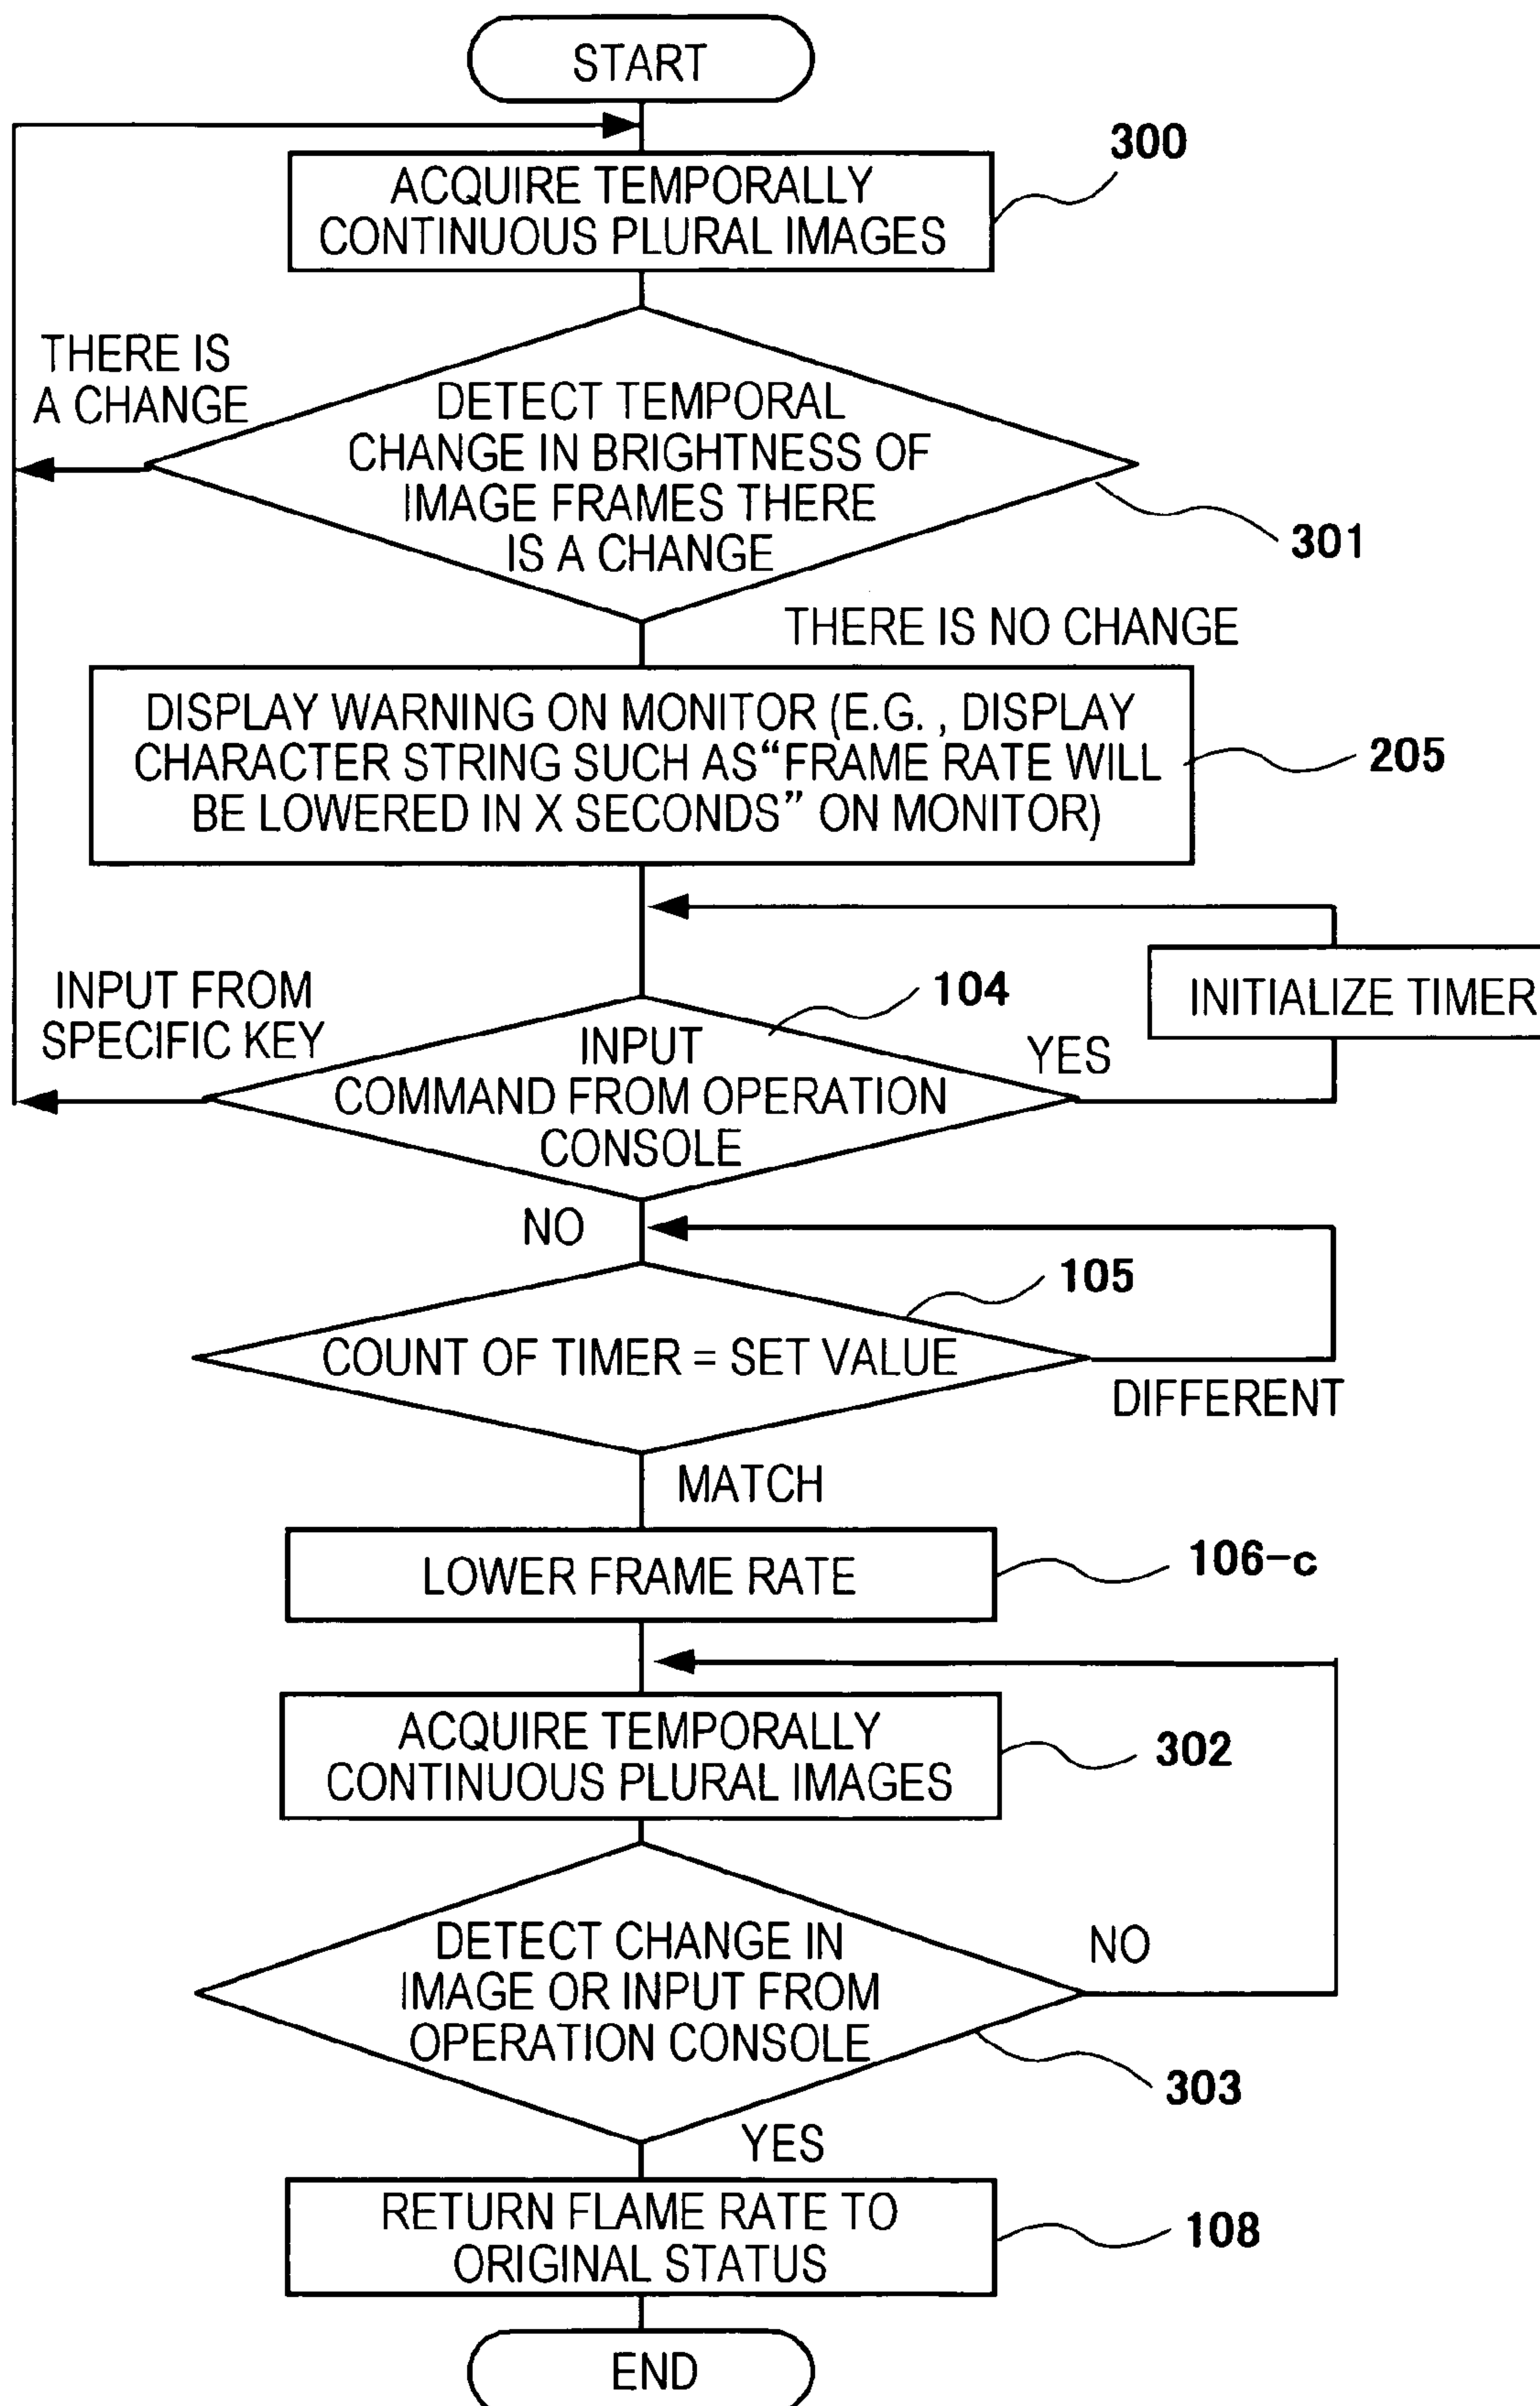 START
300
ACQUIRE TEMPORALLY
CONTINUOUS PLURAL IMAGES
THERE IS
A CHANGE
DETECT TEMPORAL
CHANGE IN BRIGHTNESS OF
IMAGE FRAMES THERE
IS A CHANGE
301
THERE IS NO CHANGE
DISPLAY WARNING ON MONITOR (E.G. , DISPLAY
CHARACTER STRING SUCH AS“FRAME RATE WILL
BE LOWERED IN X SECONDS” ON MONITOR)
205
INITIALIZE TIMER
INPUT FROM
SPECIFIC KEY
104
INPUT
COMMAND FROM OPERATION
CONSOLE
YES
NO
105
COUNT OF TIMER = SET VALUE
DIFFERENT
MATCH
LOWER FRAME RATE
106-c
ACQUIRE TEMPORALLY
CONTINUOUS PLURAL IMAGES
302
DETECT CHANGE IN
IMAGE OR INPUT FROM
OPERATION CONSOLE
NO
303
YES
RETURN FLAME RATE TO
ORIGINAL STATUS
108
END